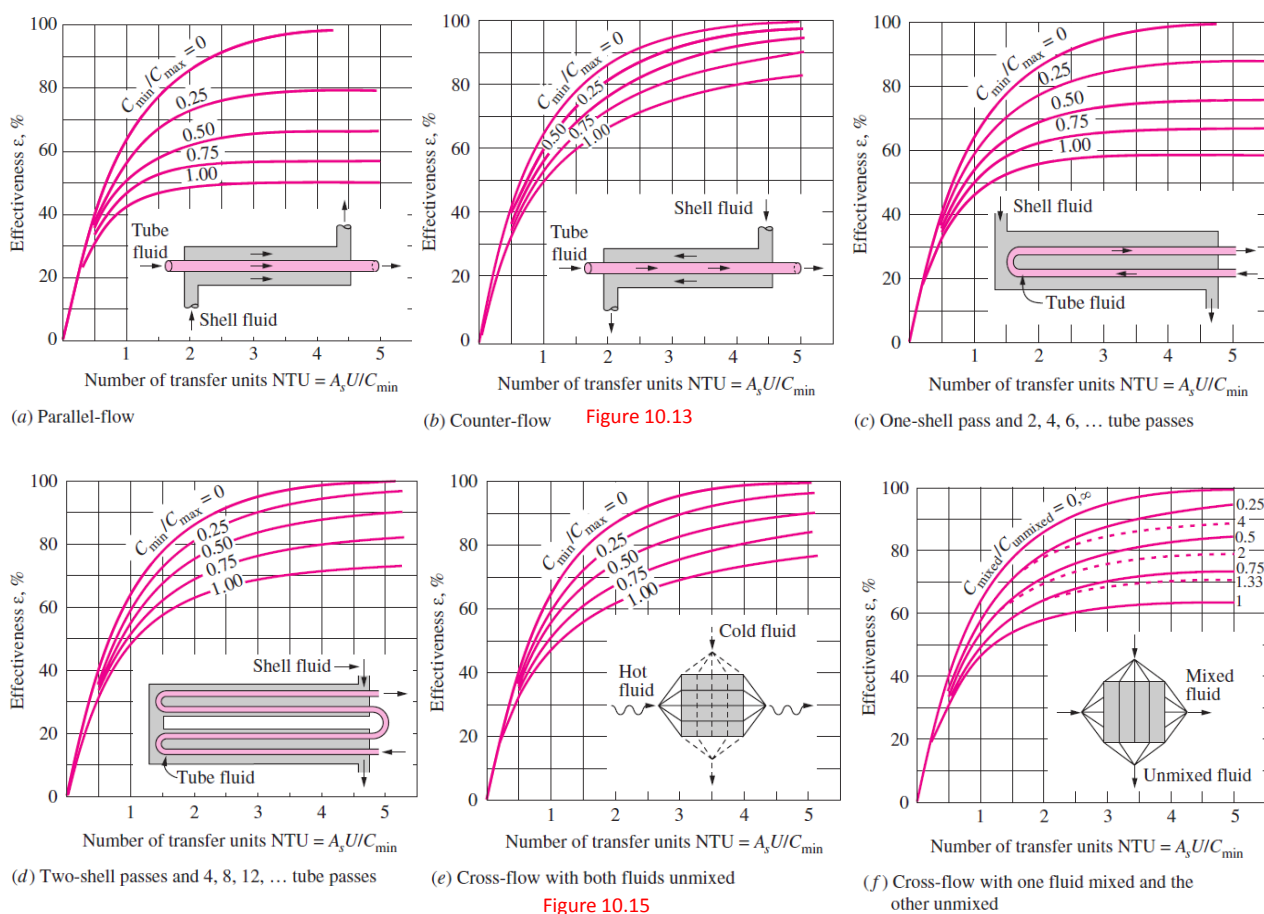 100
80
60
40
20
0
Effectiveness ε, %
C_min/C_max = 0
0.25
0.50
0.75
1.00
Tube
fluid
Shell fluid
1 2 3 4 5
Number of transfer units NTU = A_sU/C_min
(a) Parallel-flow
100
80
60
40
20
0
Effectiveness ε, %
C_min/C_max = 0
0.25
0.50
0.75
1.00
Shell fluid
Tube
fluid
1 2 3 4 5
Number of transfer units NTU = A_sU/C_min
(b) Counter-flow
Figure 10.13
100
80
60
40
20
0
Effectiveness ε, %
C_min/C_max = 0
0.25
0.50
0.75
1.00
Shell fluid
Tube fluid
1 2 3 4 5
Number of transfer units NTU = A_sU/C_min
(c) One-shell pass and 2, 4, 6, … tube passes
100
80
60
40
20
0
Effectiveness ε, %
C_min/C_max = 0
0.25
0.50
0.75
1.00
Shell fluid
Tube fluid
1 2 3 4 5
Number of transfer units NTU = A_sU/C_min
(d) Two-shell passes and 4, 8, 12, … tube passes
100
80
60
40
20
0
Effectiveness ε, %
C_min/C_max = 0
0.25
0.50
0.75
1.00
Cold fluid
Hot
fluid
1 2 3 4 5
Number of transfer units NTU = A_sU/C_min
(e) Cross-flow with both fluids unmixed
Figure 10.15
100
80
60
40
20
0
Effectiveness ε, %
C_mixed/C_unmixed = 0,∞
0.25
4
0.5
2
0.75
1.33
1
Mixed
fluid
Unmixed fluid
1 2 3 4 5
Number of transfer units NTU = A_sU/C_min
(f) Cross-flow with one fluid mixed and the
other unmixed